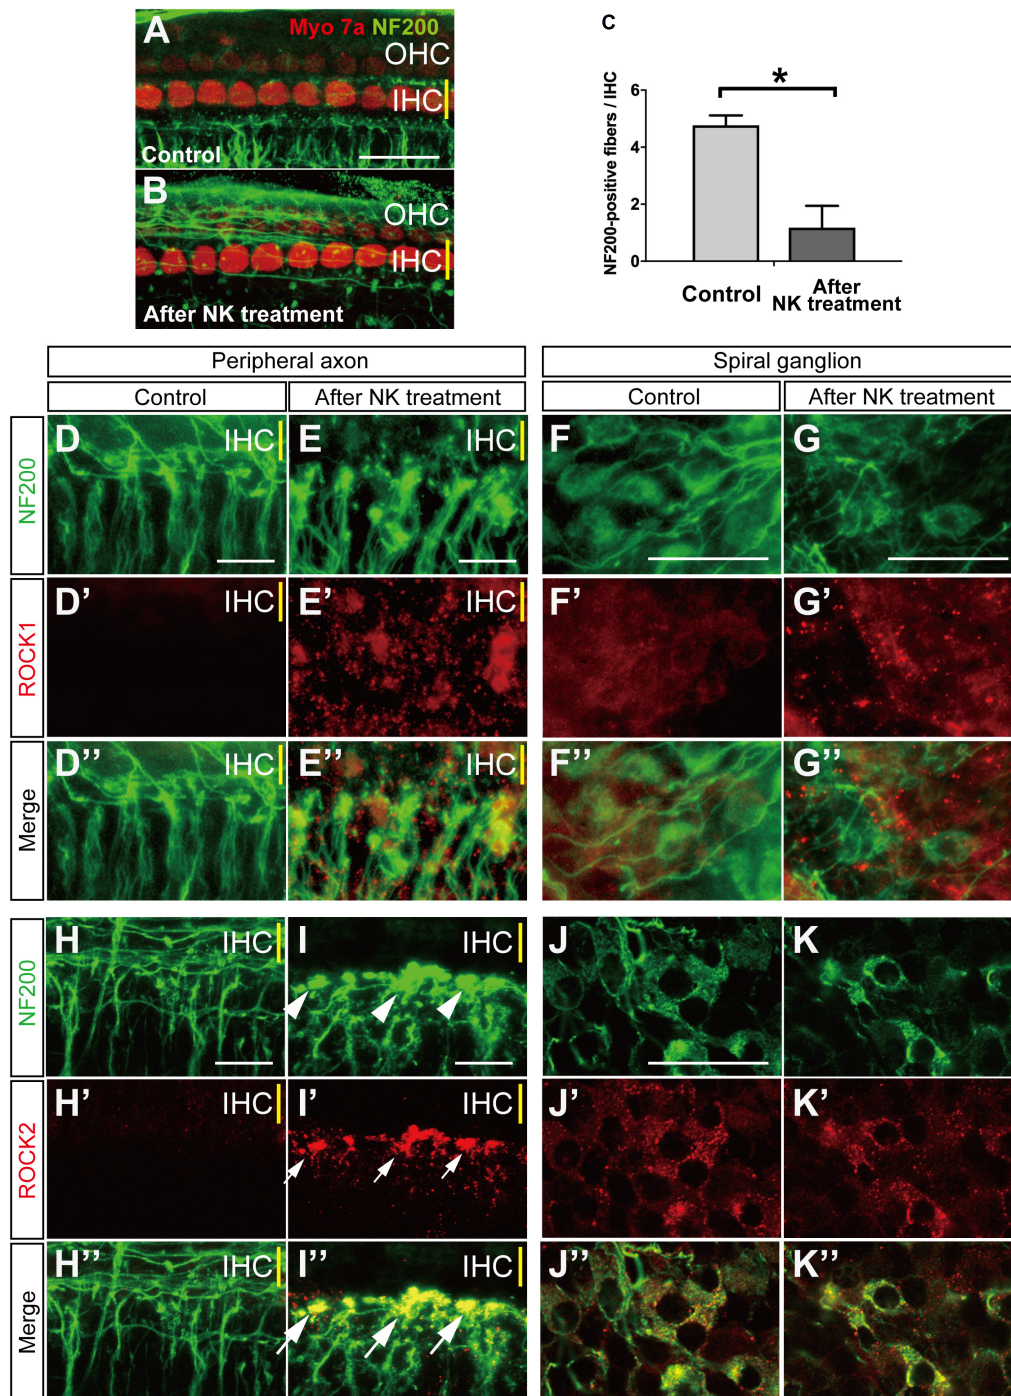 A
Myo 7a NF200
OHC
IHC
Control
B
OHC
IHC
After NK treatment
C
NF200-positive fibers / IHC
6
4
2
0
*
Control
After
NK treatment
Peripheral axon
Spiral ganglion
Control
After NK treatment
Control
After NK treatment
NF200
D
IHC
E
IHC
F
G
ROCK1
D’
IHC
E’
IHC
F’
G’
Merge
D’’
IHC
E’’
IHC
F’’
G’’
NF200
H
IHC
I
IHC
J
K
ROCK2
H’
IHC
I’
IHC
J’
K’
Merge
H’’
IHC
I’’
IHC
J’’
K’’